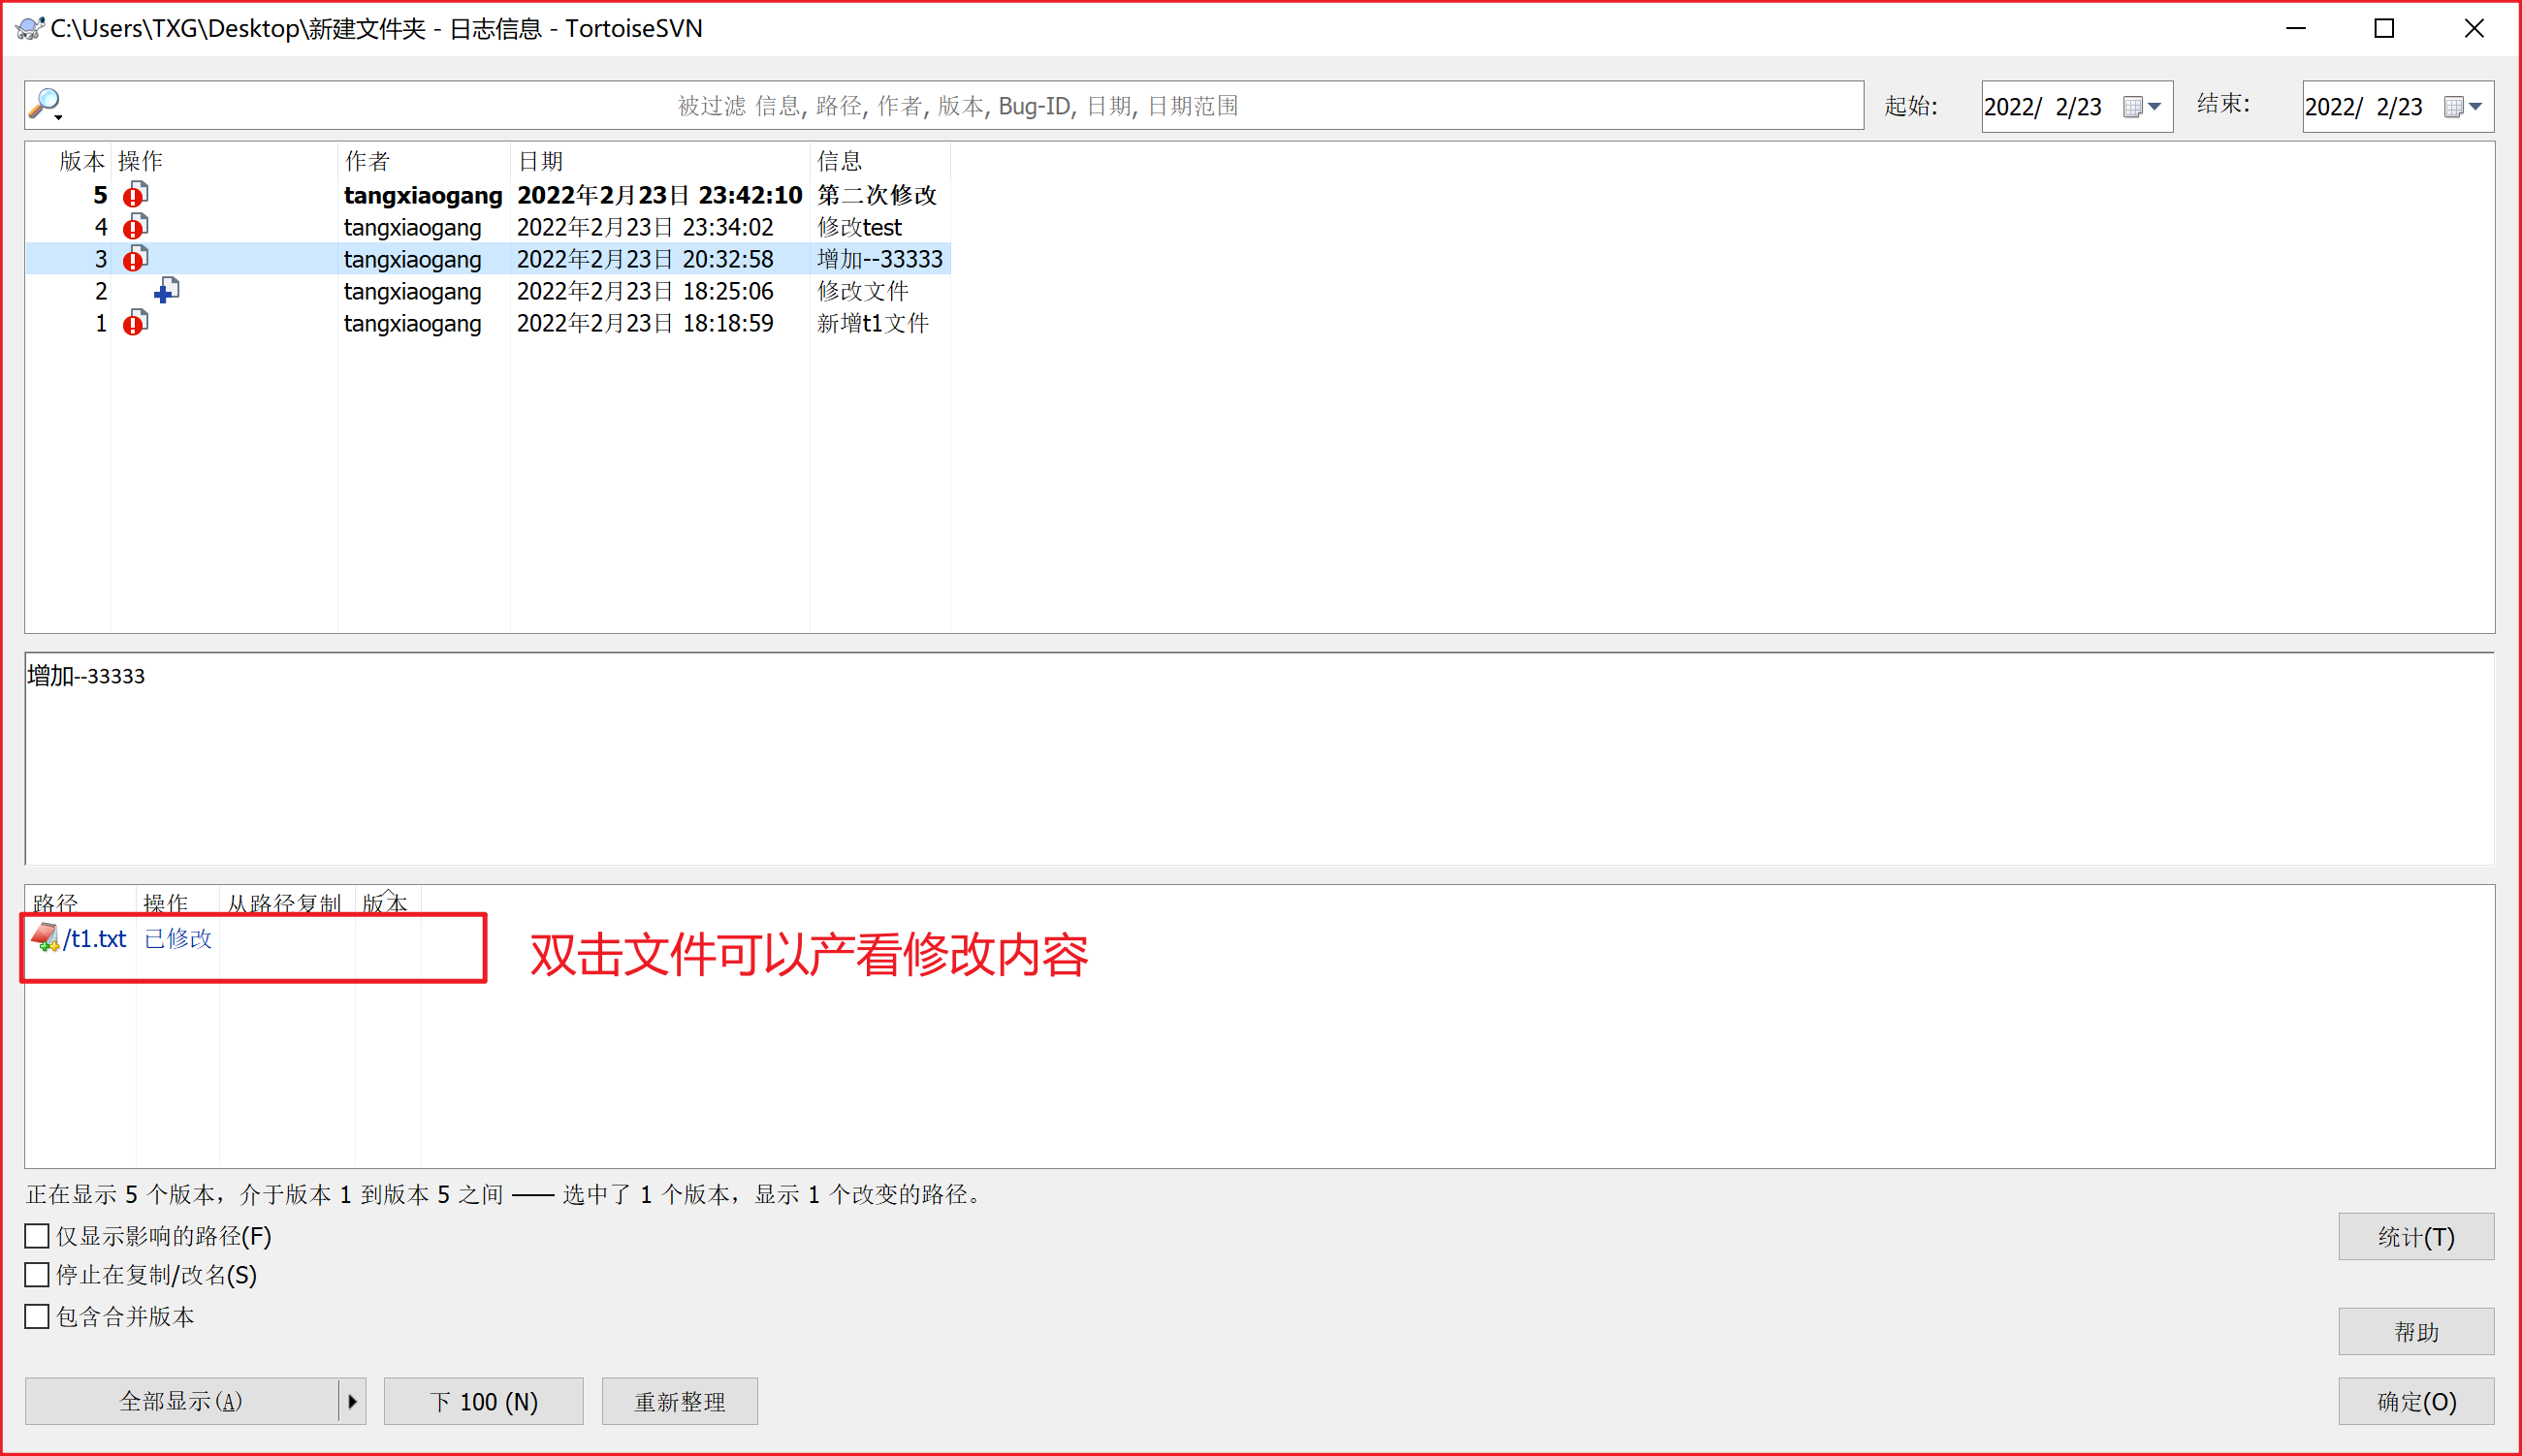 C:\Users\TXG\Desktop\新建文件夹 - 日志信息 - TortoiseSVN
被过滤 信息, 路径, 作者, 版本, Bug-ID, 日期, 日期范围 起始: 2022/ 2/23 结束: 2022/ 2/23
版本 操作 作者 日期 信息
5 tangxiaogang 2022年2月23日 23:42:10 第二次修改
4 tangxiaogang 2022年2月23日 23:34:02 修改test
3 tangxiaogang 2022年2月23日 20:32:58 增加--33333
2 tangxiaogang 2022年2月23日 18:25:06 修改文件
1 tangxiaogang 2022年2月23日 18:18:59 新增t1文件
增加--33333
路径 操作 从路径复制 版本
/t1.txt 已修改
双击文件可以产看修改内容
正在显示 5 个版本，介于版本 1 到版本 5 之间 —— 选中了 1 个版本，显示 1 个改变的路径。
仅显示影响的路径(F)
统计(T)
停止在复制/改名(S)
包含合并版本
帮助
全部显示(A) 下 100 (N) 重新整理 确定(O)